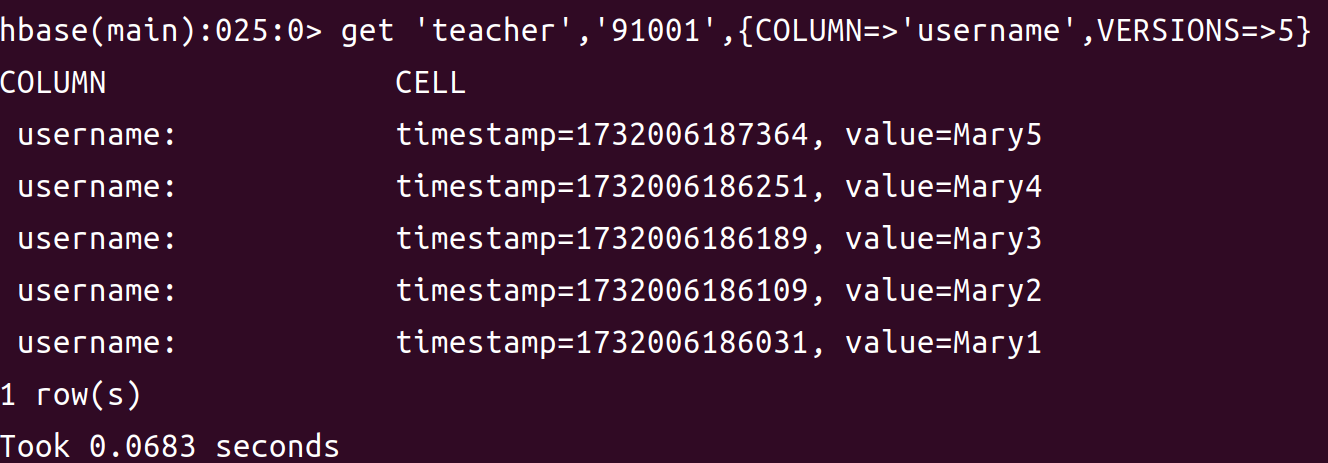 hbase(main):025:0> get 'teacher','91001',{COLUMN=>'username',VERSIONS=>5}
COLUMN CELL
username: timestamp=1732006187364, value=Mary5
username: timestamp=1732006186251, value=Mary4
username: timestamp=1732006186189, value=Mary3
username: timestamp=1732006186109, value=Mary2
username: timestamp=1732006186031, value=Mary1
1 row(s)
Took 0.0683 seconds